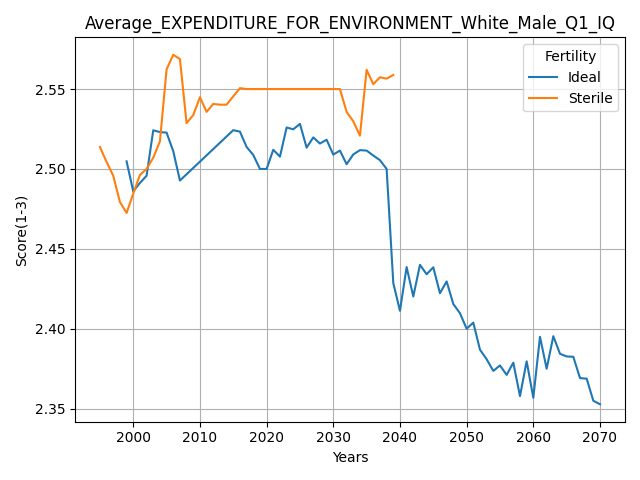 Average_EXPENDITURE_FOR_ENVIRONMENT_White_Male_Q1_IQ
Fertility
Ideal
Sterile
Score(1-3)
2.55
2.50
2.45
2.40
2.35
2000 2010 2020 2030 2040 2050 2060 2070
Years